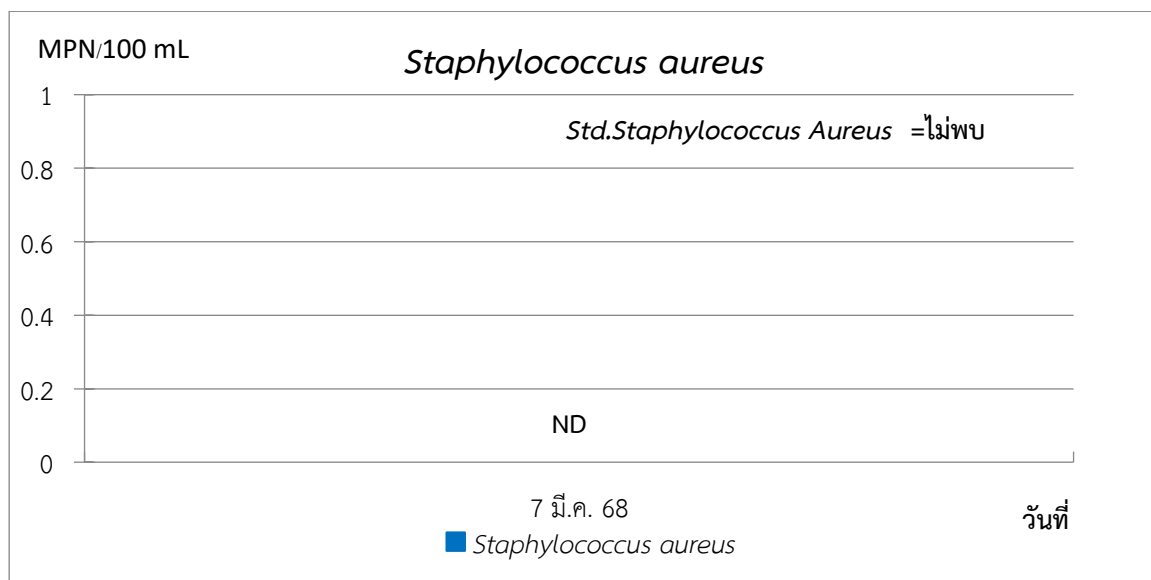 MPN/100 mL
Staphylococcus aureus
Std.Staphylococcus Aureus =ไม่พบ
1
0.8
0.6
0.4
0.2
0
ND
7 มี.ค. 68
วันที่
Staphylococcus aureus